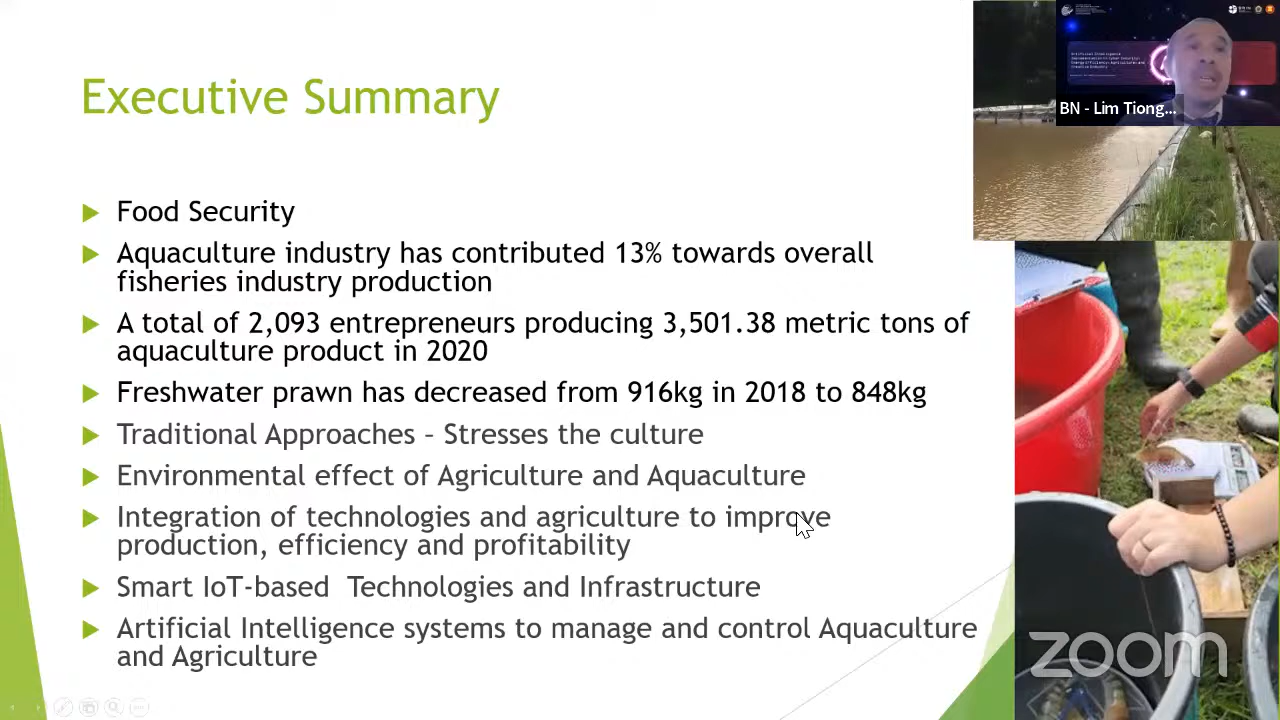 Executive Summary
Food Security
Aquaculture industry has contributed 13% towards overall
fisheries industry production
A total of 2,093 entrepreneurs producing 3,501.38 metric tons of
aquaculture product in 2020
Freshwater prawn has decreased from 916kg in 2018 to 848kg
Traditional Approaches – Stresses the culture
Environmental effect of Agriculture and Aquaculture
Integration of technologies and agriculture to improve
production, efficiency and profitability
Smart IoT-based  Technologies and Infrastructure
Artificial Intelligence systems to manage and control Aquaculture
and Agriculture
BN - Lim Tiong...
zoom